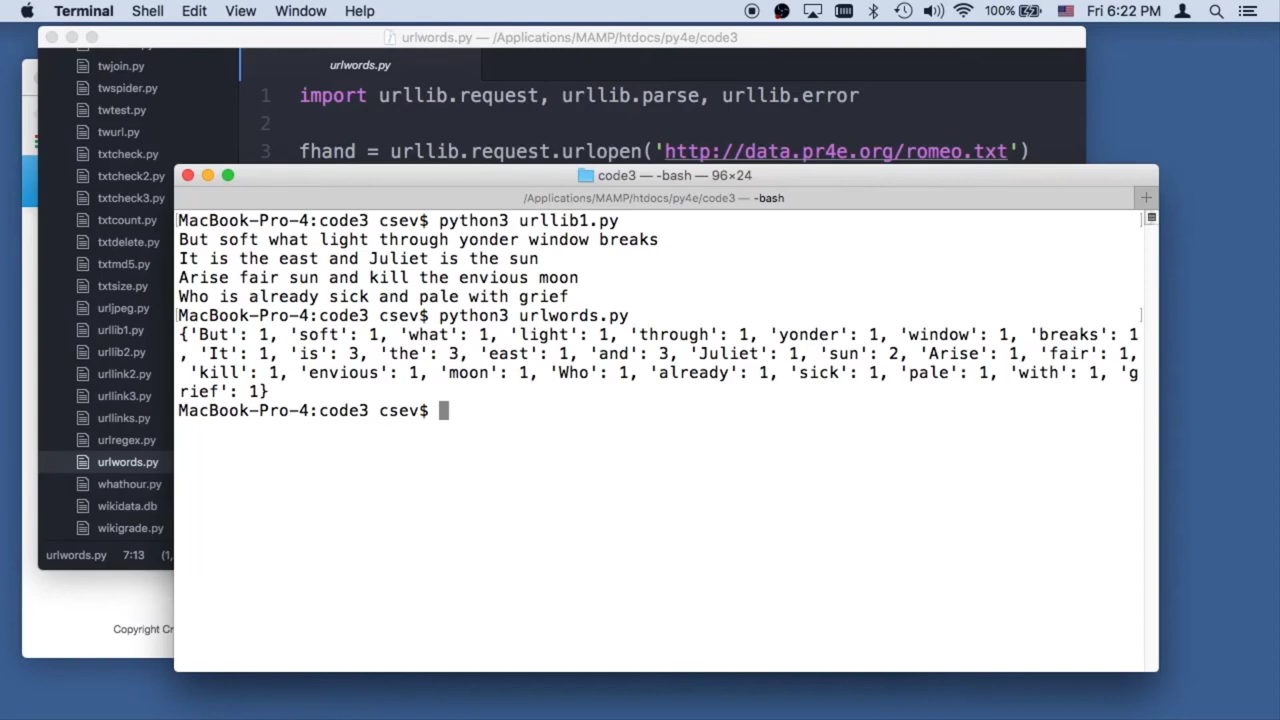 Terminal Shell Edit View Window Help 100% Fri 6:22 PM
urlwords.py — /Applications/MAMP/htdocs/py4e/code3
twjoin.py
twspider.py
twtest.py
twurl.py
txtcheck.py
txtcheck2.py
txtcheck3.py
txtcount.py
txtdelete.py
txtmd5.py
txtsize.py
urljpeg.py
urllib1.py
urllib2.py
urllink2.py
urllink3.py
urllinks.py
urlregex.py
urlwords.py
whathour.py
wikidata.db
wikigrade.py
urlwords.py 7:13 (1,
urlwords.py
1 import urllib.request, urllib.parse, urllib.error
2
3 fhand = urllib.request.urlopen('http://data.pr4e.org/romeo.txt')
code3 — -bash — 96×24
/Applications/MAMP/htdocs/py4e/code3 — -bash
MacBook-Pro-4:code3 csev$ python3 urllib1.py
But soft what light through yonder window breaks
It is the east and Juliet is the sun
Arise fair sun and kill the envious moon
Who is already sick and pale with grief
MacBook-Pro-4:code3 csev$ python3 urlwords.py
{'But': 1, 'soft': 1, 'what': 1, 'light': 1, 'through': 1, 'yonder': 1, 'window': 1, 'breaks': 1
, 'It': 1, 'is': 3, 'the': 3, 'east': 1, 'and': 3, 'Juliet': 1, 'sun': 2, 'Arise': 1, 'fair': 1,
'kill': 1, 'envious': 1, 'moon': 1, 'Who': 1, 'already': 1, 'sick': 1, 'pale': 1, 'with': 1, 'g
rief': 1}
MacBook-Pro-4:code3 csev$
Copyright Cr